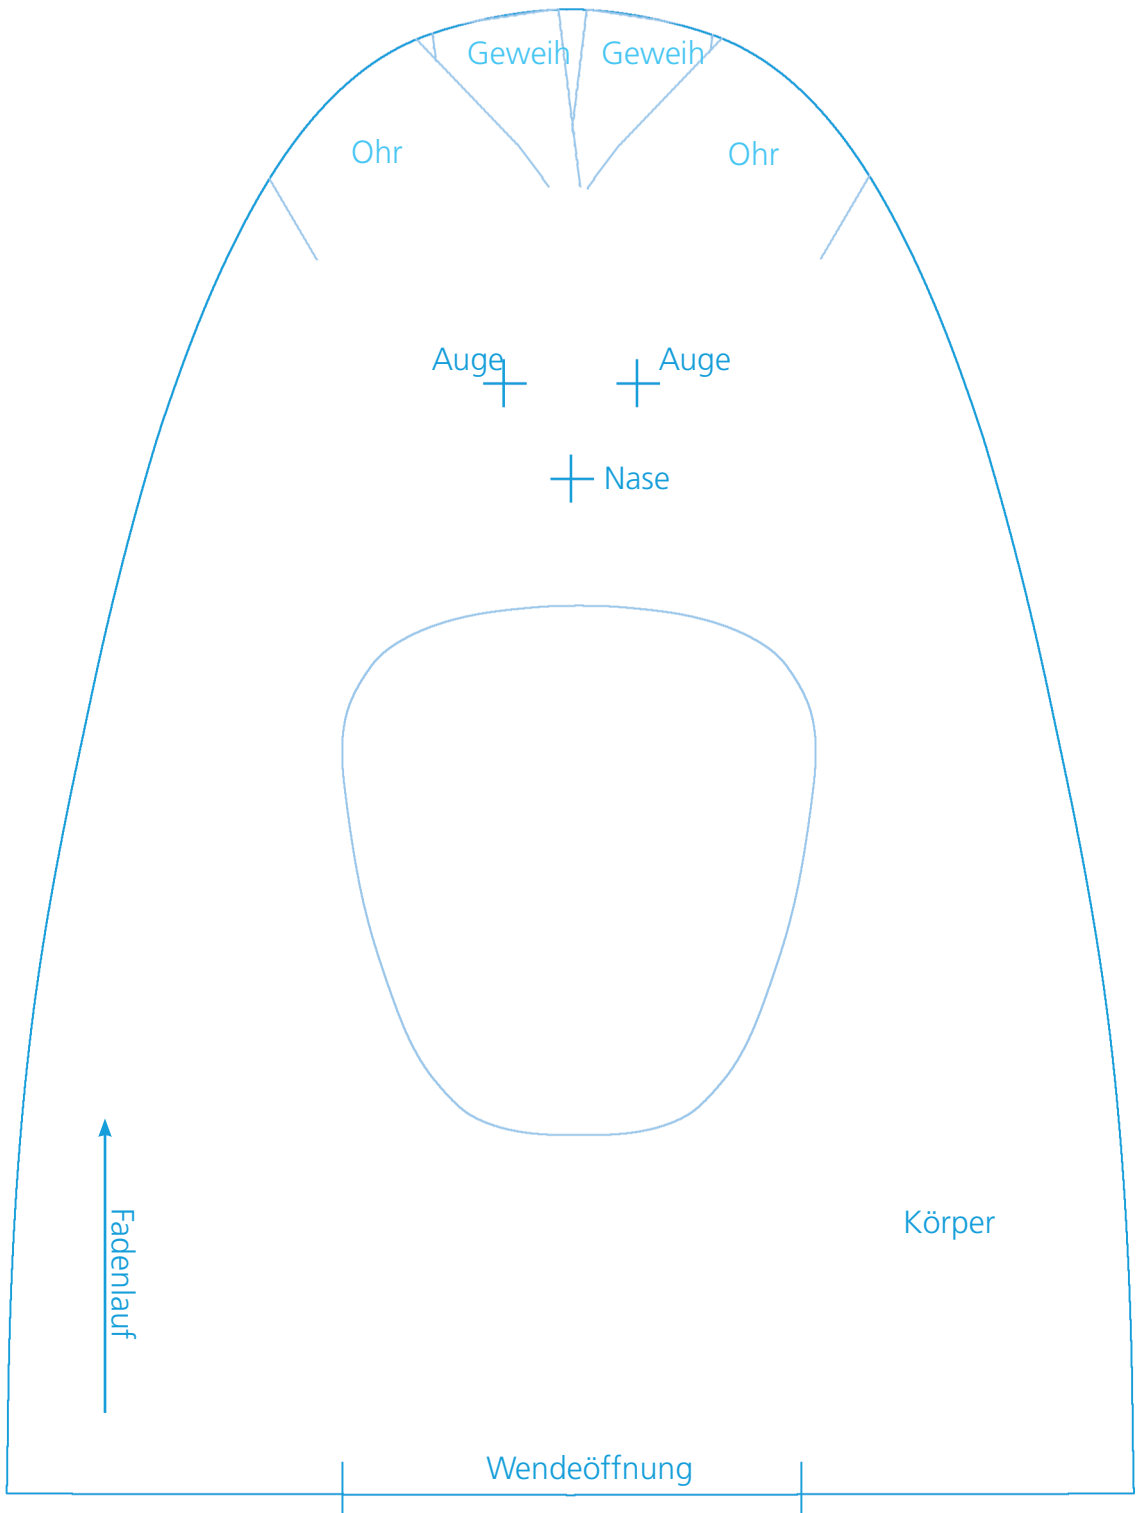 Geweih
Geweih
Ohr
Ohr
Auge
Auge
Nase
Körper
Fadenlauf
Wendeöffnung